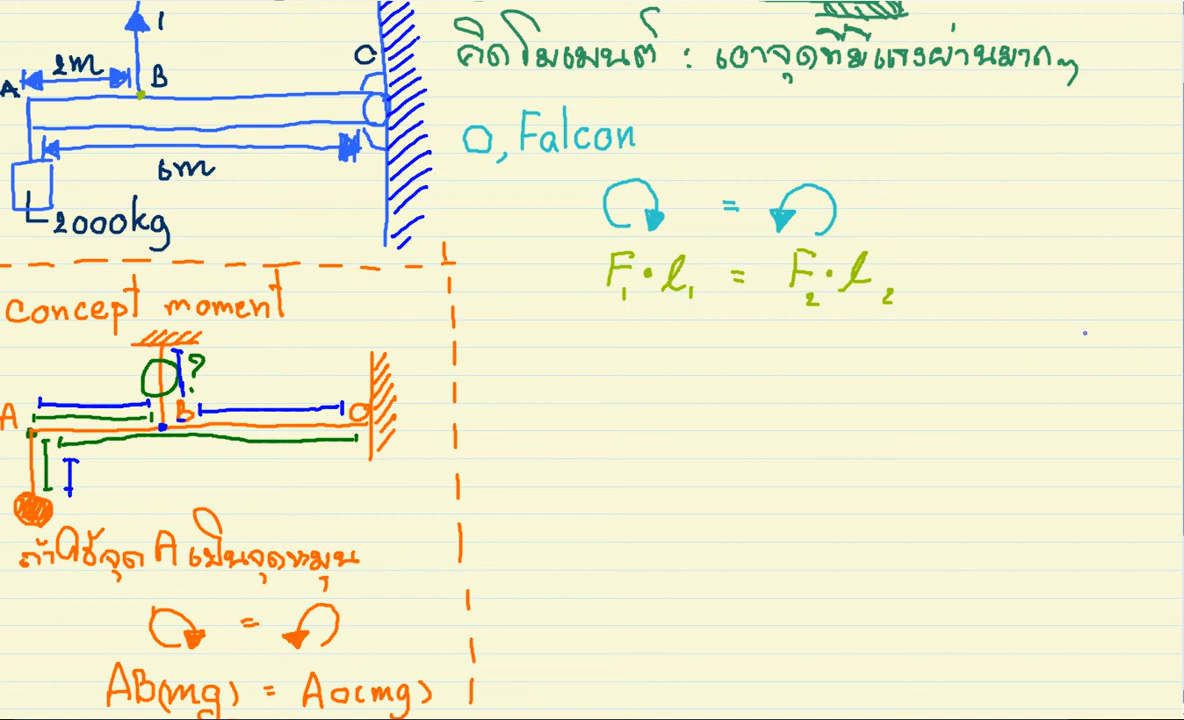 1
2m
A
B
O
6m
2000kg
concept moment
?
A
B
O
ถ้าใช้จุด A เป็นจุดหมุน
=
AB(mg) = AO(mg)
คิดโมเมนต์ : เอาจุดที่มีแรงผ่านมากๆ
O, Falcon
=
F₁ · l₁ = F₂ · l₂